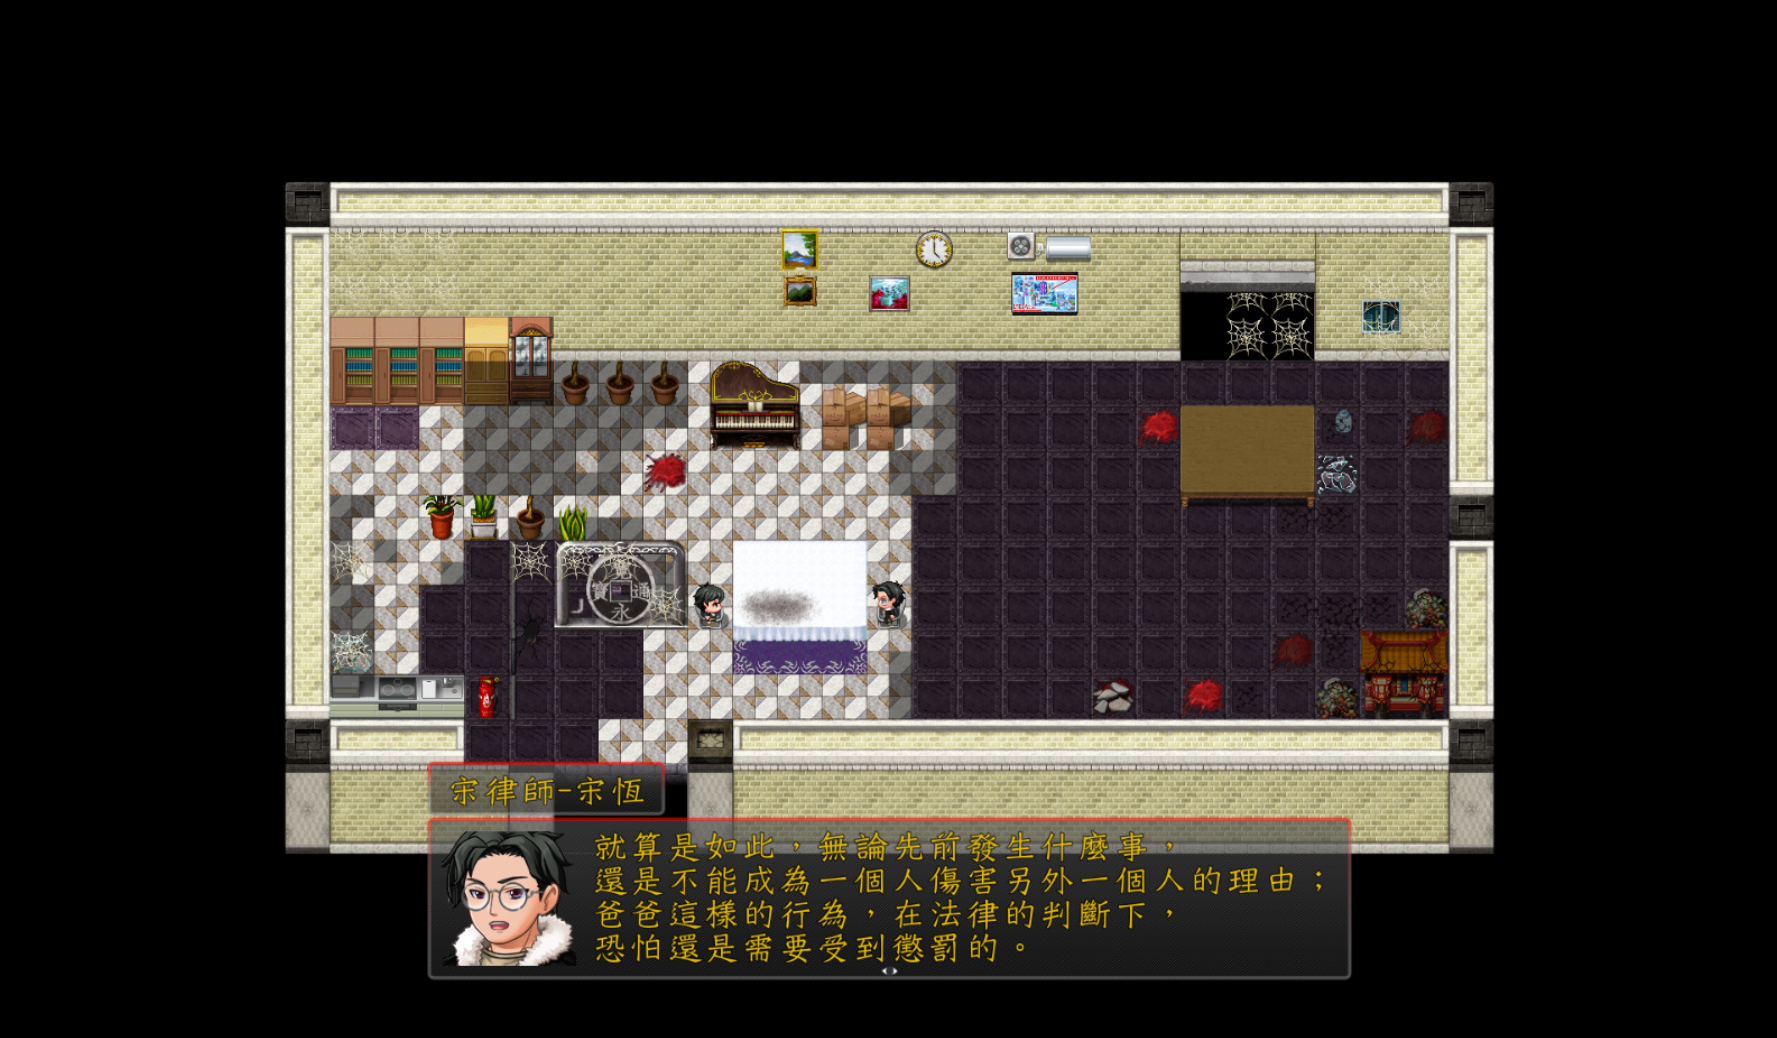 宋律師-宋恆
就算是如此，無論先前發生什麼事，
還是不能成為一個人傷害另外一個人的理由；
爸爸這樣的行為，在法律的判斷下，
恐怕還是需要受到懲罰的。